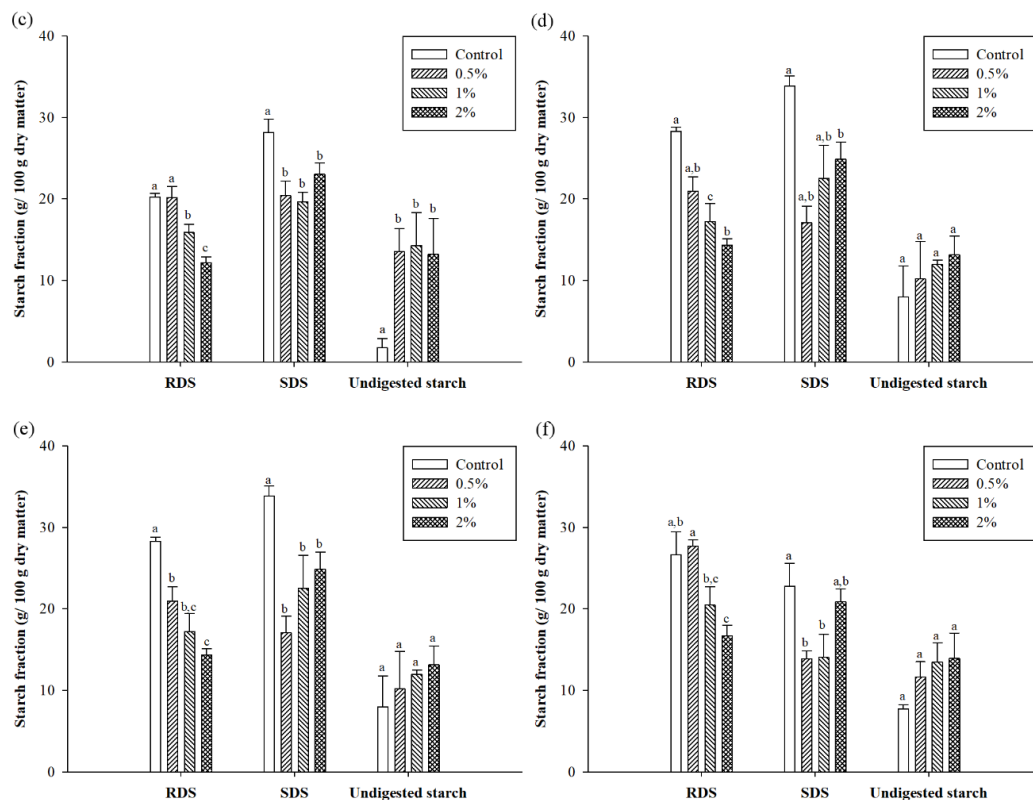 (c)
Starch fraction (g/ 100 g dry matter)
40
30
20
10
0
Control
0.5%
1%
2%
a
a
b
c
a
b
b
b
a
b
b
b
RDS
SDS
Undigested starch
(d)
Starch fraction (g/ 100 g dry matter)
40
30
20
10
0
Control
0.5%
1%
2%
a
a,b
c
b
a
a,b
a,b
b
a
a
a
a
RDS
SDS
Undigested starch
(e)
Starch fraction (g/ 100 g dry matter)
40
30
20
10
0
Control
0.5%
1%
2%
a
b
b,c
c
a
b
b
b
a
a
a
a
RDS
SDS
Undigested starch
(f)
Starch fraction (g/ 100 g dry matter)
40
30
20
10
0
Control
0.5%
1%
2%
a,b
a
b,c
c
a
b
b
a,b
a
a
a
a
RDS
SDS
Undigested starch